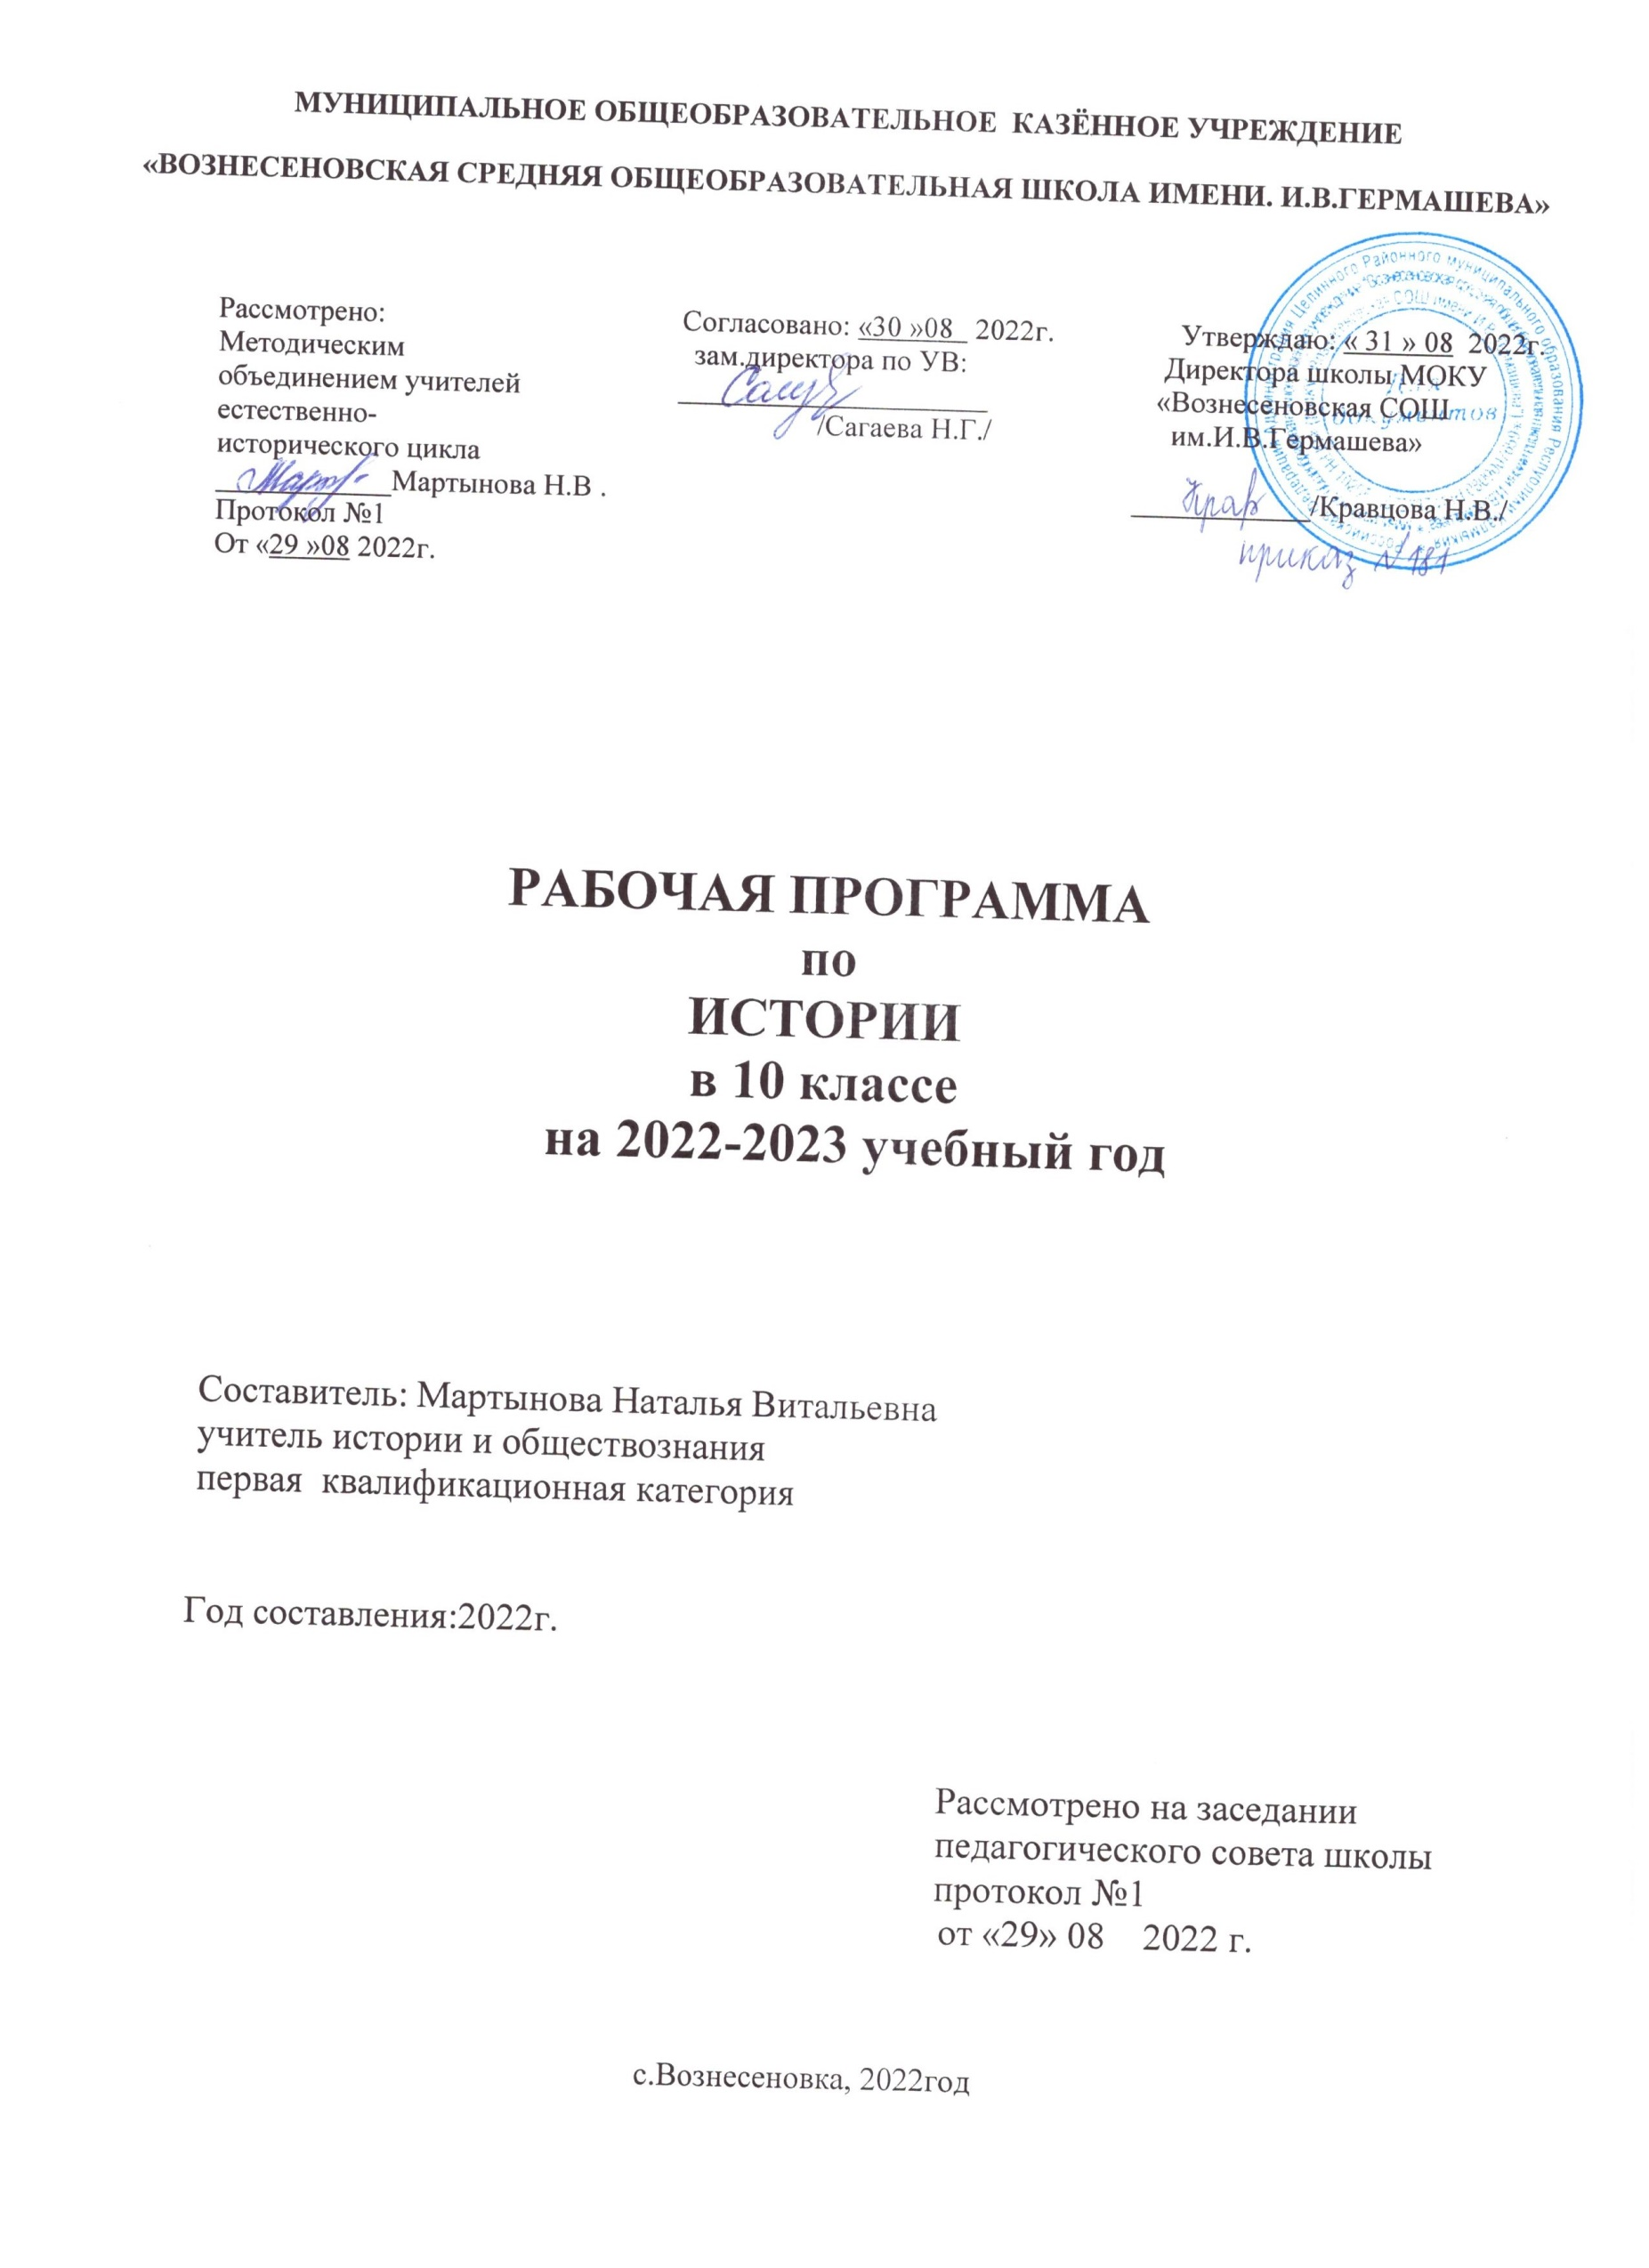 МУНИЦИПАЛЬНОЕ ОБЩЕОБРАЗОВАТЕЛЬНОЕ  КАЗЁННОЕ УЧРЕЖДЕНИЕ
«ВОЗНЕСЕНОВСКАЯ СРЕДНЯЯ ОБЩЕОБРАЗОВАТЕЛЬНАЯ ШКОЛА ИМЕНИ. И.В.ГЕРМАШЕВА»
Рассмотрено:
Методическим
объединением учителей
естественно-
исторического цикла
____________Мартынова Н.В .
Протокол №1
От «29 »08 2022г.
Согласовано: «30 »08   2022г.
зам.директора по УВ:
/Сагаева Н.Г./
Утверждаю: « 31 » 08  2022г.
Директора школы МОКУ
«Вознесеновская СОШ
им.И.В.Гермашева»
____________/Кравцова Н.В./
приказ №181
Для
документов
РАБОЧАЯ ПРОГРАММА
по
ИСТОРИИ
в 10 классе
на 2022-2023 учебный год
Составитель: Мартынова Наталья Витальевна
учитель истории и обществознания
первая  квалификационная категория
Год составления:2022г.
Рассмотрено на заседании
педагогического совета школы
протокол №1
от «29» 08    2022 г.
с.Вознесеновка, 2022год